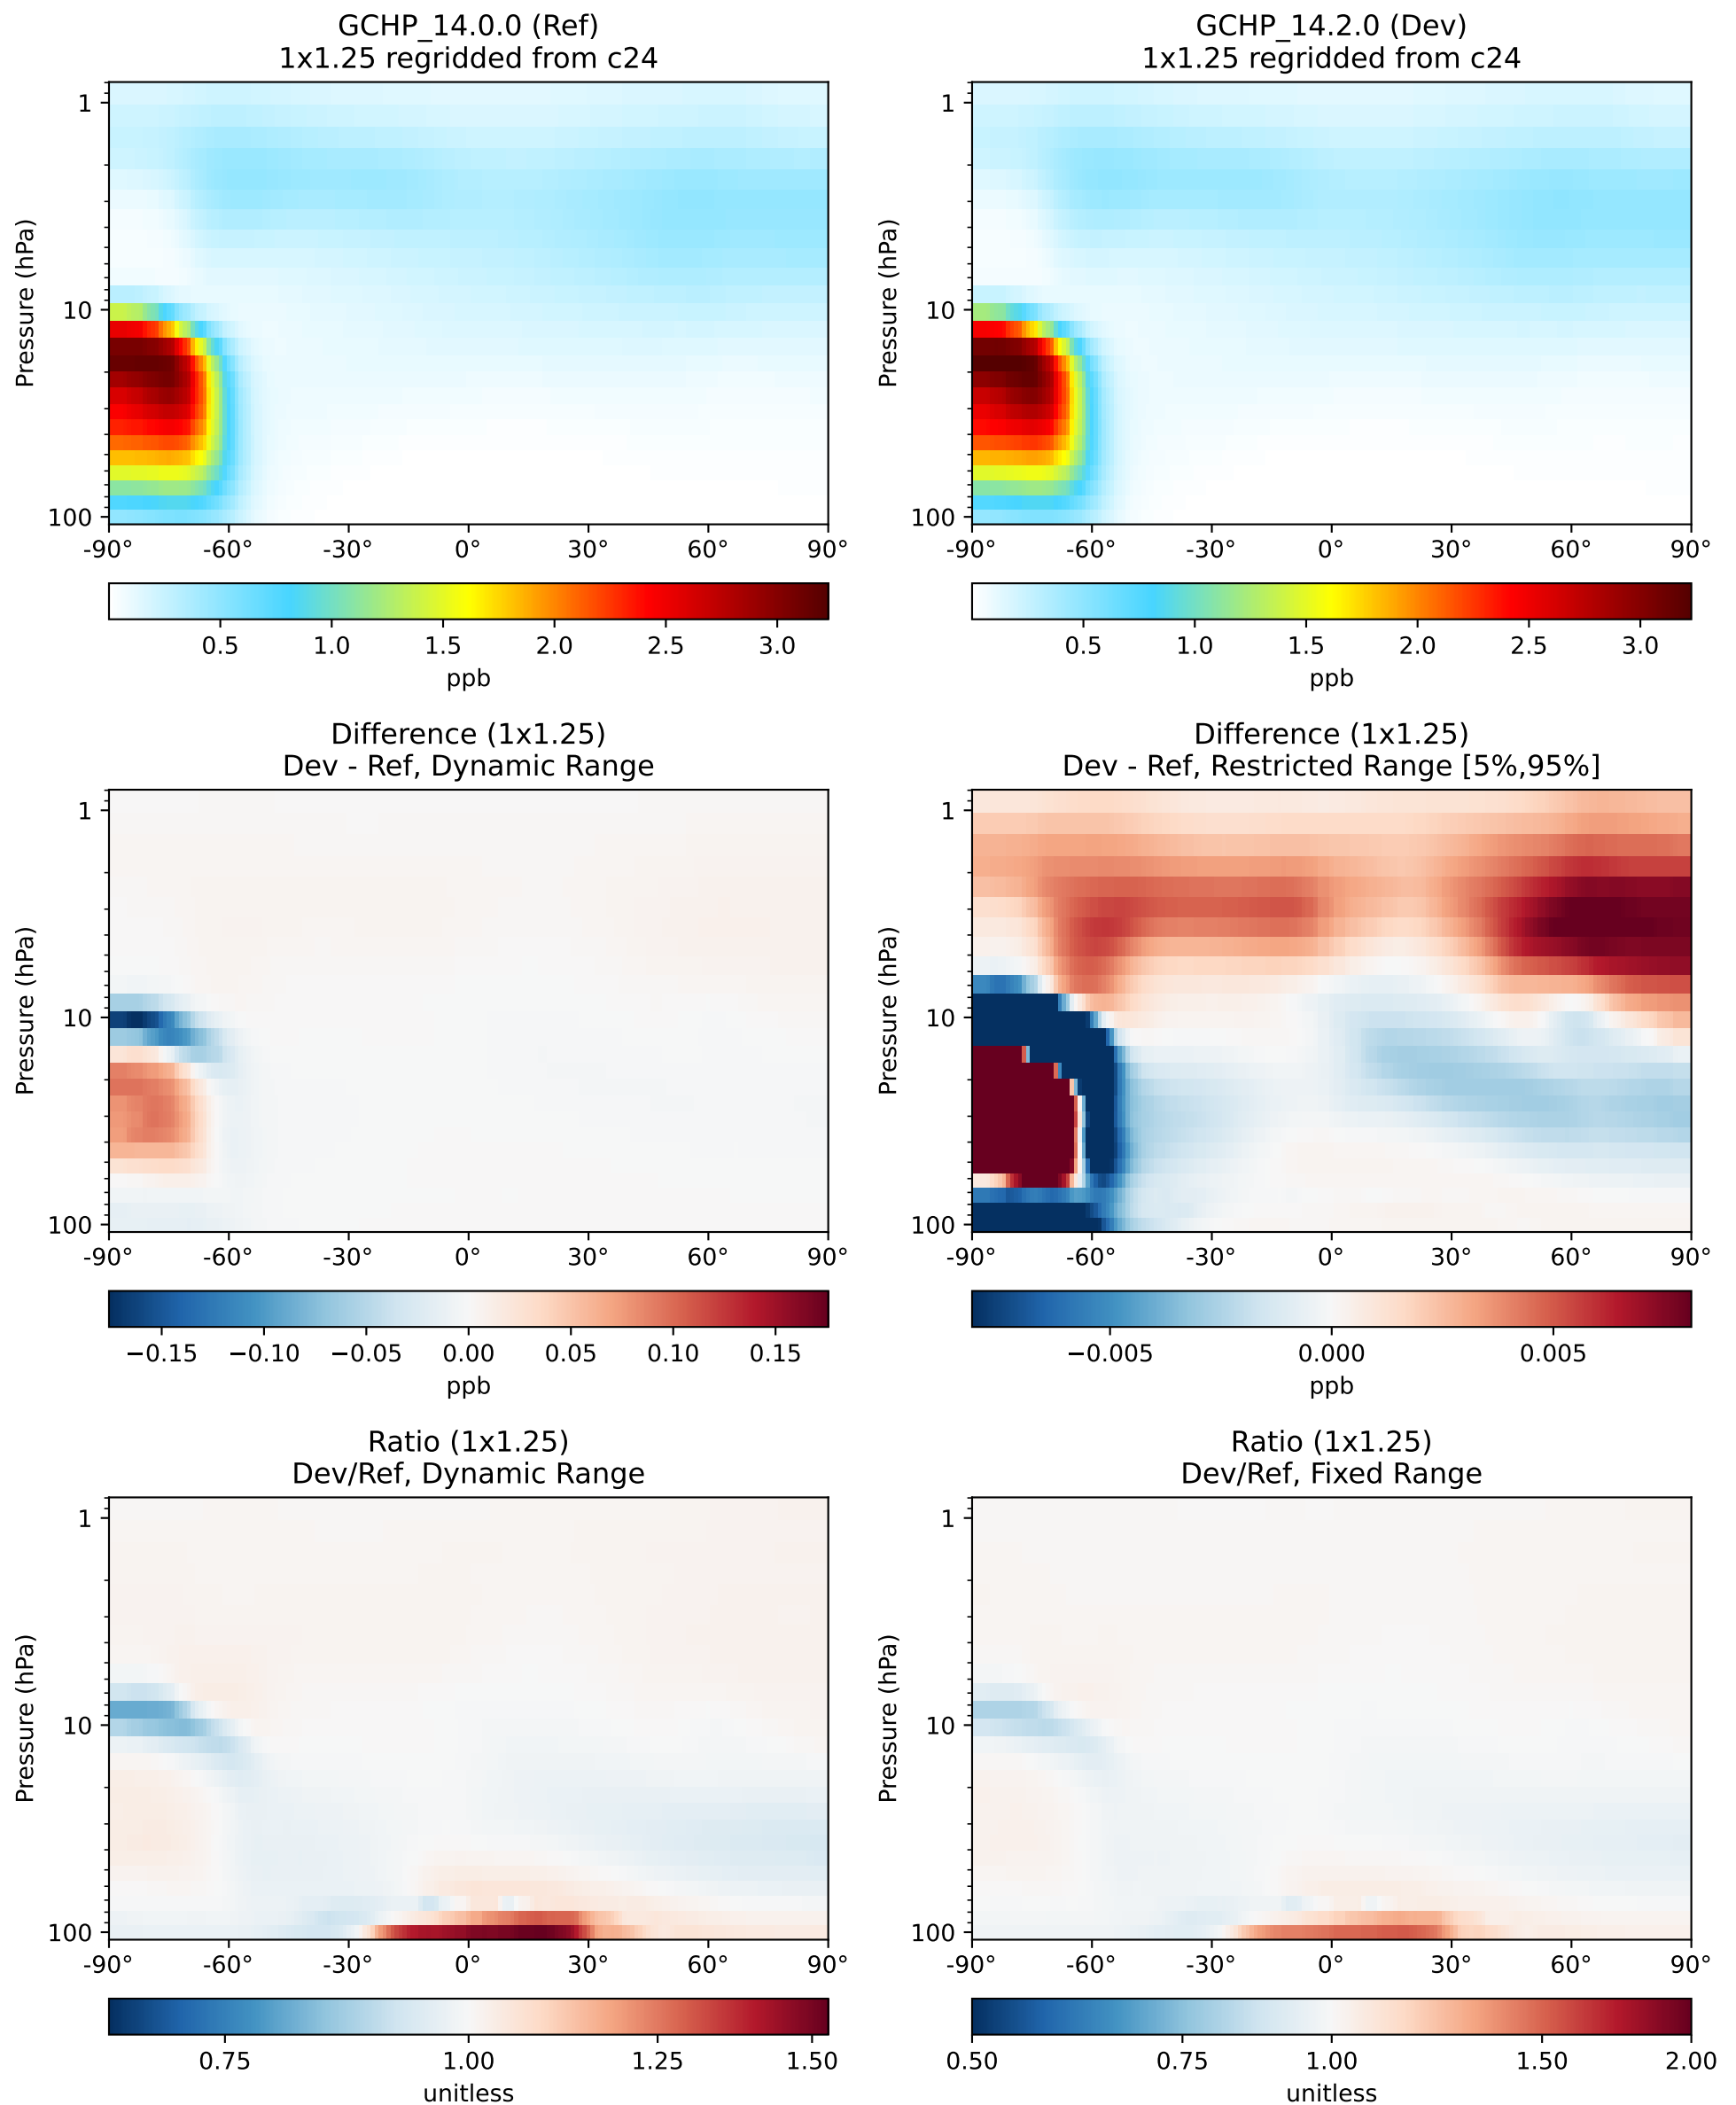 GCHP_14.0.0 (Ref)
1x1.25 regridded from c24
Pressure (hPa)
1
10
100
-90° -60° -30° 0° 30° 60° 90°
0.5 1.0 1.5 2.0 2.5 3.0
ppb
GCHP_14.2.0 (Dev)
1x1.25 regridded from c24
Pressure (hPa)
1
10
100
-90° -60° -30° 0° 30° 60° 90°
0.5 1.0 1.5 2.0 2.5 3.0
ppb
Difference (1x1.25)
Dev - Ref, Dynamic Range
Pressure (hPa)
1
10
100
-90° -60° -30° 0° 30° 60° 90°
−0.15 −0.10 −0.05 0.00 0.05 0.10 0.15
ppb
Difference (1x1.25)
Dev - Ref, Restricted Range [5%,95%]
Pressure (hPa)
1
10
100
-90° -60° -30° 0° 30° 60° 90°
−0.005 0.000 0.005
ppb
Ratio (1x1.25)
Dev/Ref, Dynamic Range
Pressure (hPa)
1
10
100
-90° -60° -30° 0° 30° 60° 90°
0.75 1.00 1.25 1.50
unitless
Ratio (1x1.25)
Dev/Ref, Fixed Range
Pressure (hPa)
1
10
100
-90° -60° -30° 0° 30° 60° 90°
0.50 0.75 1.00 1.50 2.00
unitless